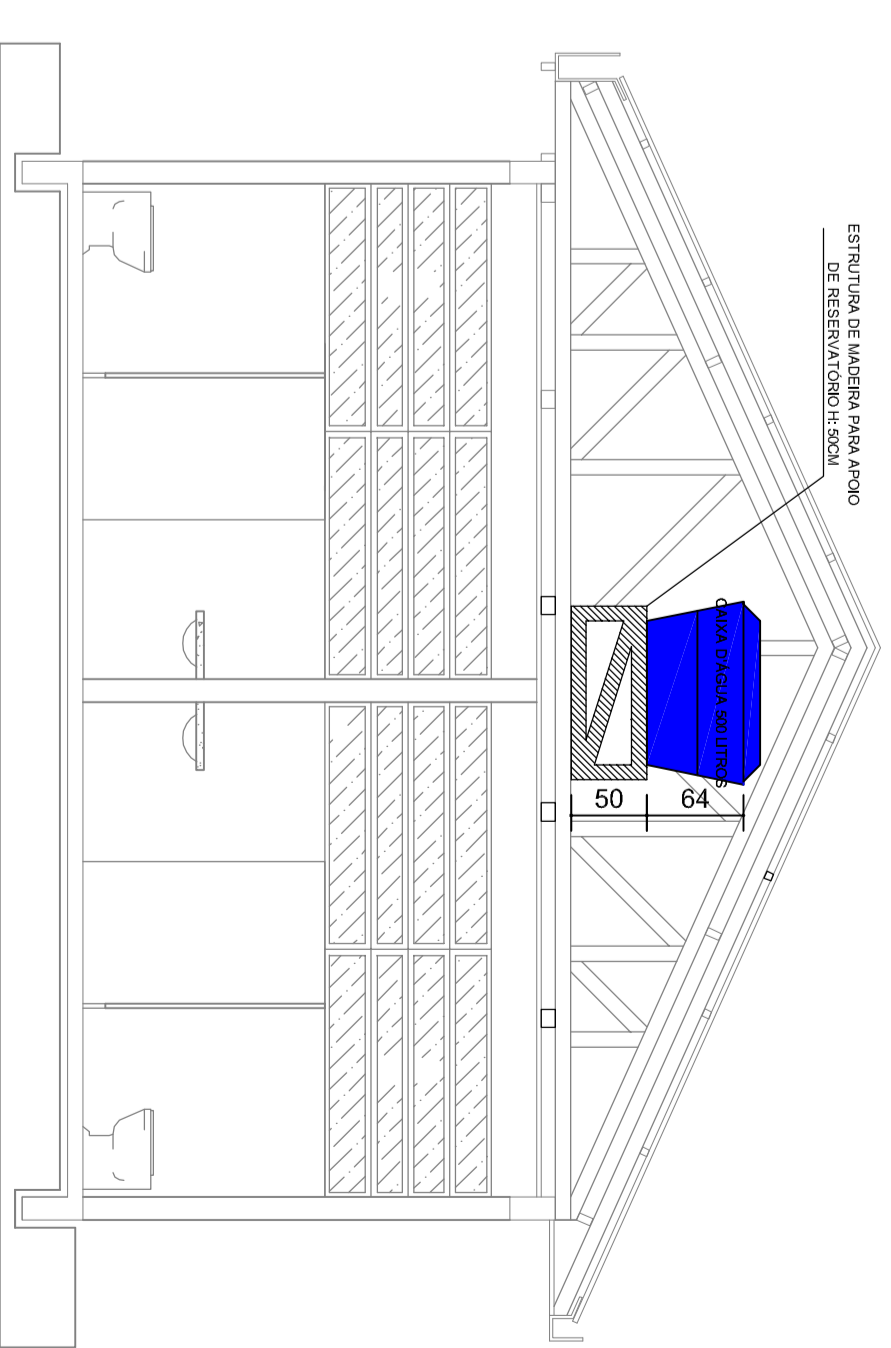 ESTRUTURA DE MADEIRA PARA APOIO
DE RESERVATÓRIO H: 50CM
CAIXA D'ÁGUA 500 LITROS
50
64